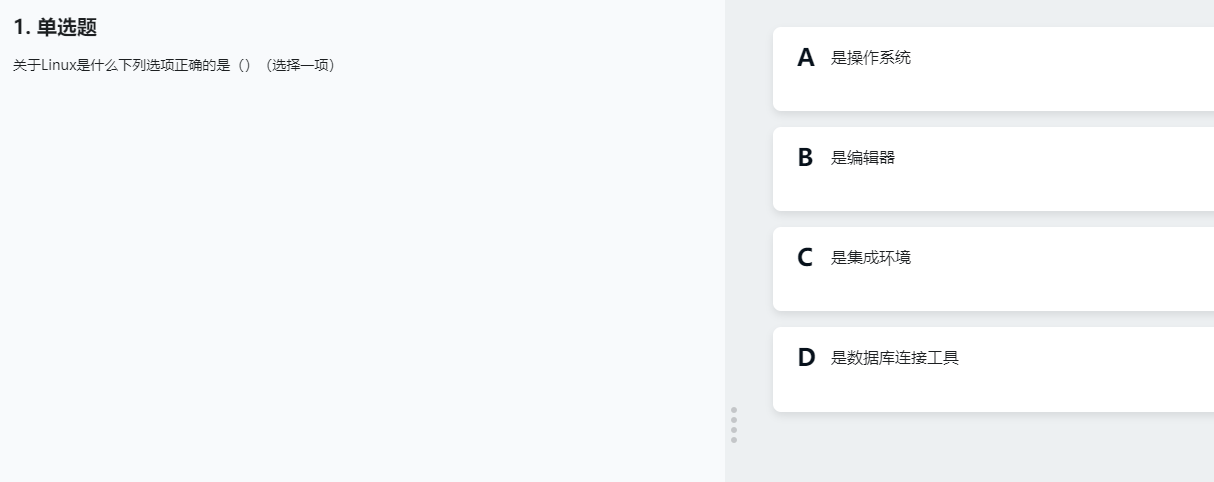 1. 单选题
关于Linux是什么下列选项正确的是（）（选择一项）
A 是操作系统
B 是编辑器
C 是集成环境
D 是数据库连接工具